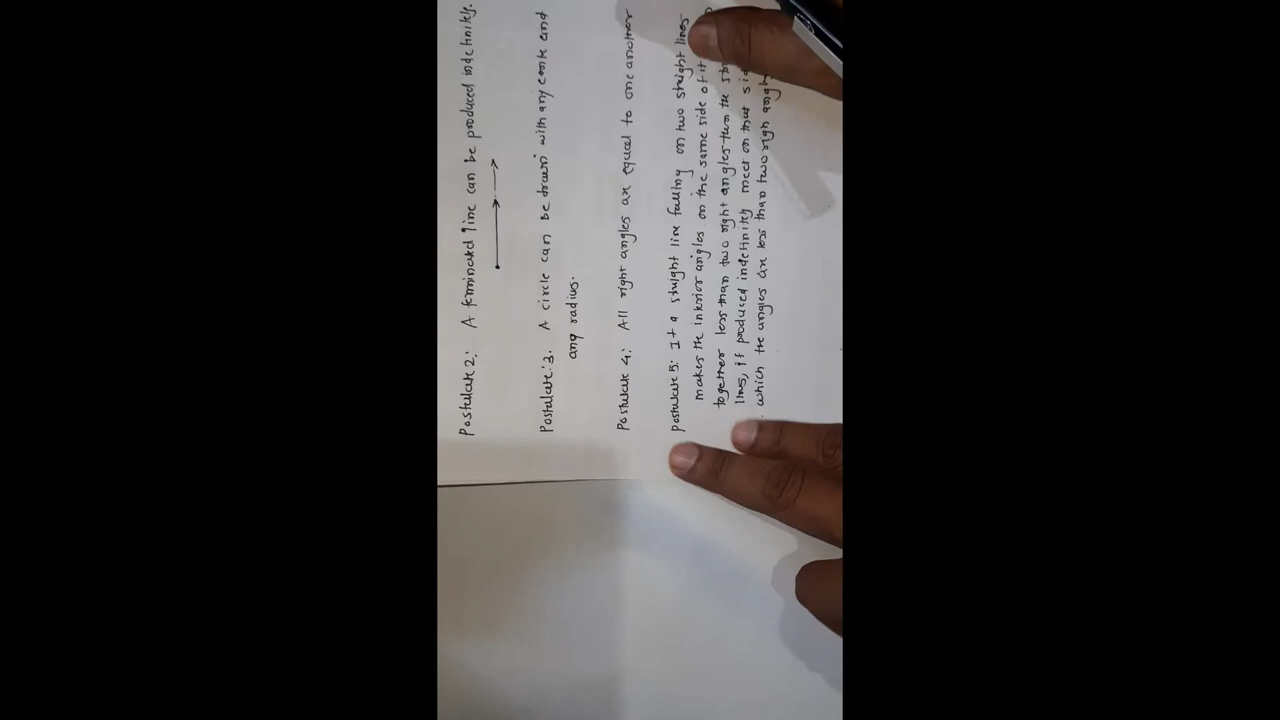 Postulate 2: A terminated line can be produced indefinitely.
Postulate: 3. A circle can be drawn with any centre and
any radius.
Postulate 4: All right angles are equal to one another
Postulate 5: If a straight line falling on two straight lines
makes the interior angles on the same side of it
together less than two right angles then the
lines, if produced indefinitely meet on that
which the angles are less than two righ